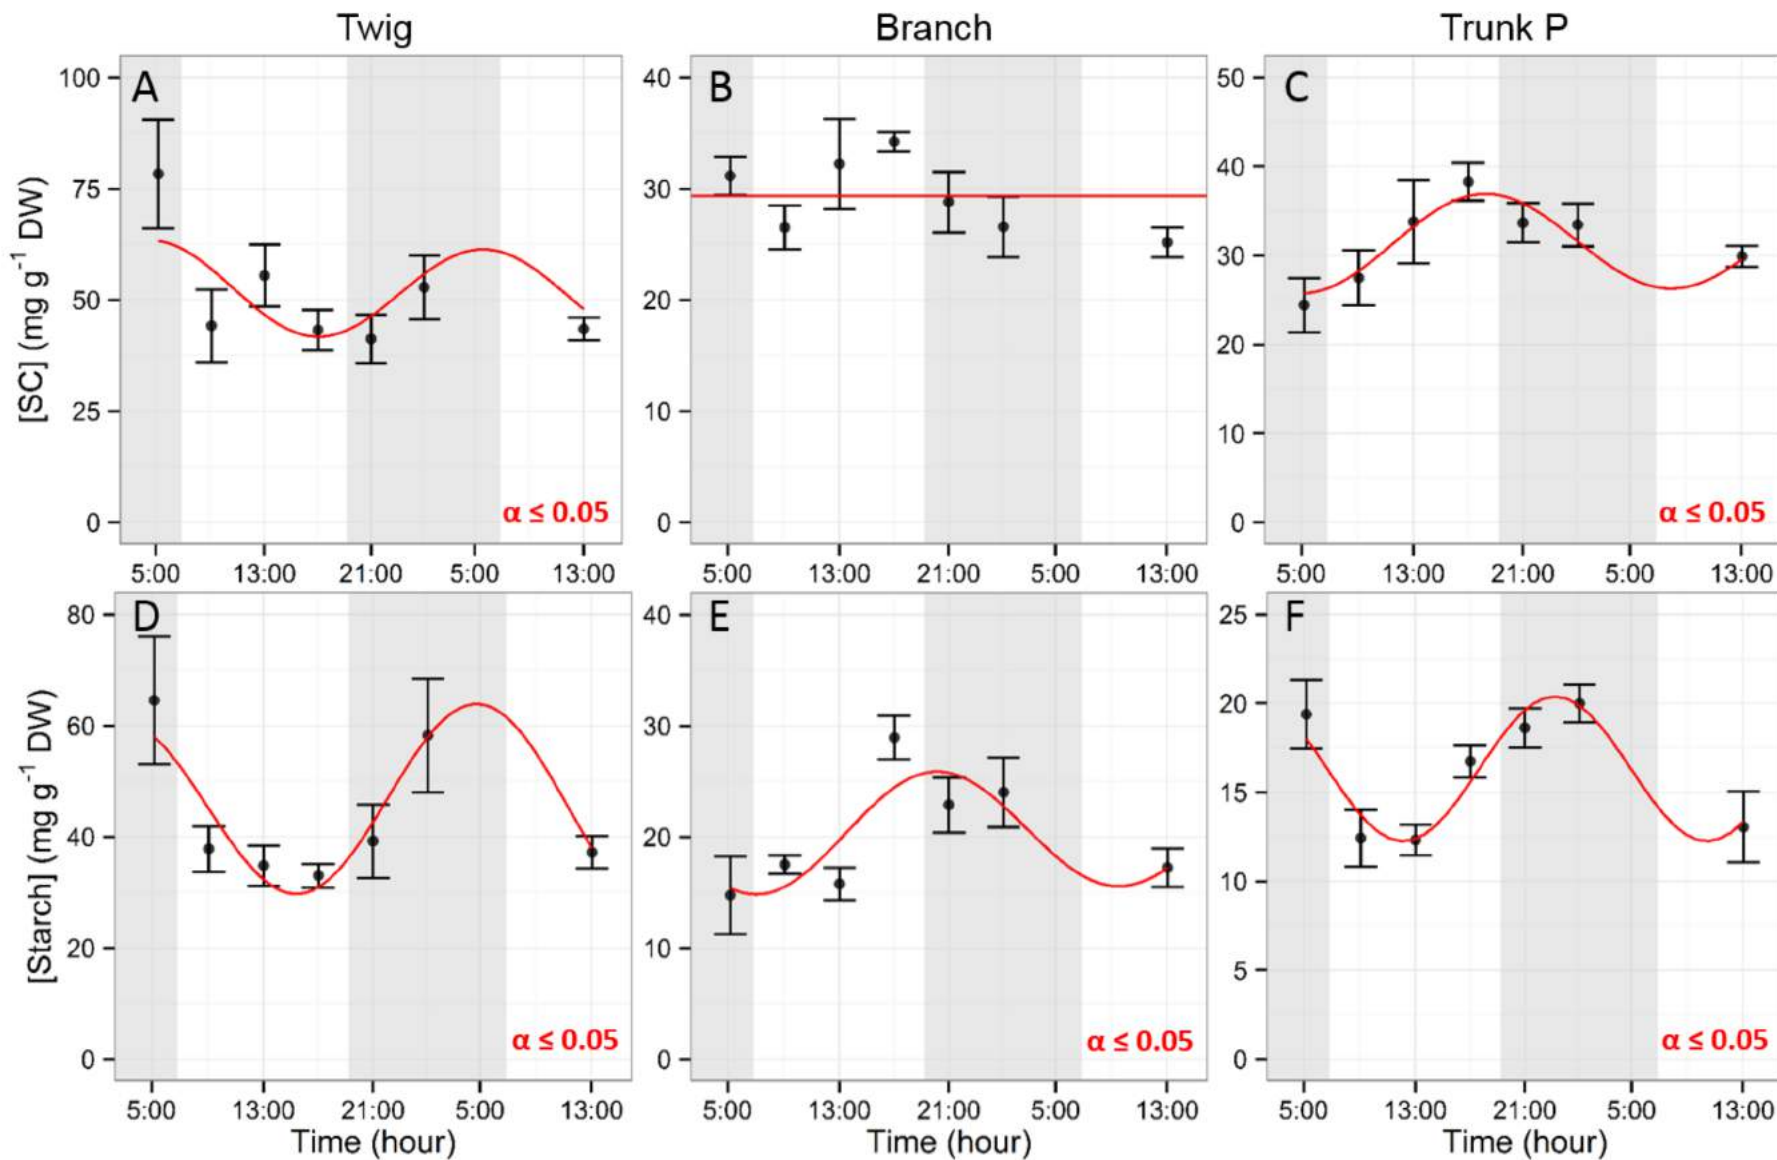 Twig Branch Trunk P
A B C
[SC] (mg g⁻¹ DW)
100
75
50
25
0
40
30
20
10
0
50
40
30
20
10
0
α ≤ 0.05 α ≤ 0.05
5:00 13:00 21:00 5:00 13:00
5:00 13:00 21:00 5:00 13:00
5:00 13:00 21:00 5:00 13:00
D E F
[Starch] (mg g⁻¹ DW)
80
60
40
20
0
40
30
20
10
0
25
20
15
10
5
0
α ≤ 0.05 α ≤ 0.05 α ≤ 0.05
5:00 13:00 21:00 5:00 13:00
5:00 13:00 21:00 5:00 13:00
5:00 13:00 21:00 5:00 13:00
Time (hour) Time (hour) Time (hour)